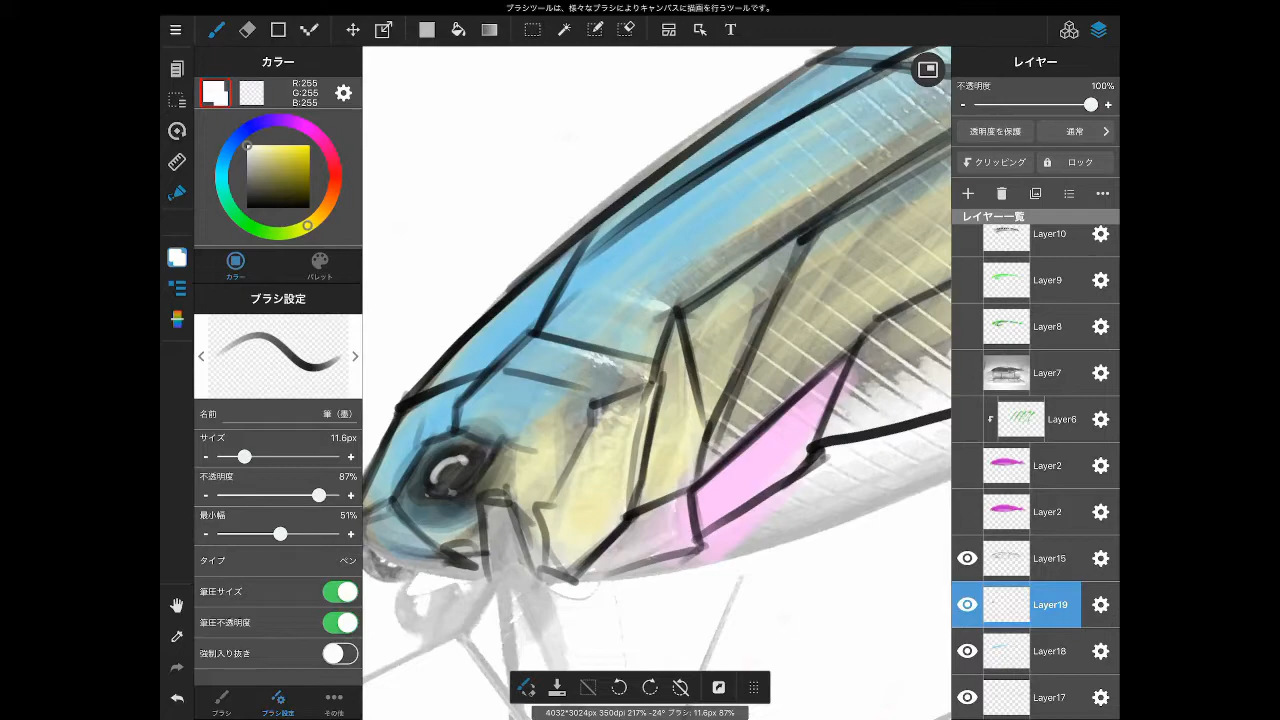 ブラシツールは、様々なブラシによりキャンバスに描画を行うツールです。
T
カラー
R:255
G:255
B:255
カラー
パレット
ブラシ設定
名前
筆（墨）
サイズ
11.6px
-
+
不透明度
87%
-
+
最小幅
51%
-
+
タイプ
ペン
筆圧サイズ
筆圧不透明度
強制入り抜き
ブラシ
ブラシ設定
その他
4032*3024px 350dpi 217% -24° ブラシ: 11.6px 87%
レイヤー
不透明度
100%
-
+
透明度を保護
通常
クリッピング
ロック
レイヤー一覧
Layer10
Layer9
Layer8
Layer7
Layer6
Layer2
Layer2
Layer15
Layer19
Layer18
Layer17